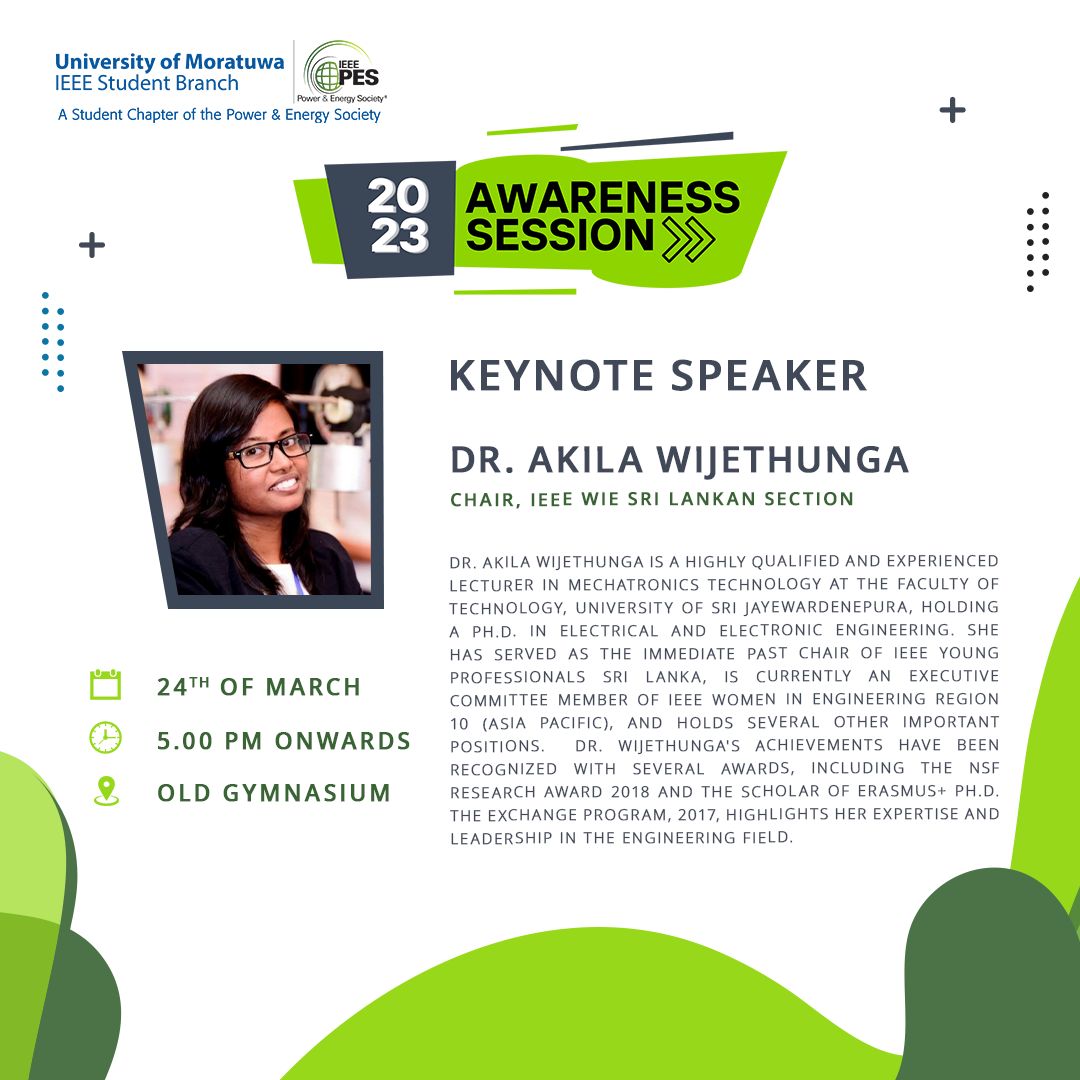 University of Moratuwa
IEEE Student Branch
IEEE
PES
Power & Energy Society®
A Student Chapter of the Power & Energy Society
2023
AWARENESS
SESSION
KEYNOTE SPEAKER
DR. AKILA WIJETHUNGA
CHAIR, IEEE WIE SRI LANKAN SECTION
DR. AKILA WIJETHUNGA IS A HIGHLY QUALIFIED AND EXPERIENCED
LECTURER IN MECHATRONICS TECHNOLOGY AT THE FACULTY OF
TECHNOLOGY, UNIVERSITY OF SRI JAYEWARDENEPURA, HOLDING
A PH.D. IN ELECTRICAL AND ELECTRONIC ENGINEERING. SHE
HAS SERVED AS THE IMMEDIATE PAST CHAIR OF IEEE YOUNG
PROFESSIONALS SRI LANKA, IS CURRENTLY AN EXECUTIVE
COMMITTEE MEMBER OF IEEE WOMEN IN ENGINEERING REGION
10 (ASIA PACIFIC), AND HOLDS SEVERAL OTHER IMPORTANT
POSITIONS. DR. WIJETHUNGA'S ACHIEVEMENTS HAVE BEEN
RECOGNIZED WITH SEVERAL AWARDS, INCLUDING THE NSF
RESEARCH AWARD 2018 AND THE SCHOLAR OF ERASMUS+ PH.D.
THE EXCHANGE PROGRAM, 2017, HIGHLIGHTS HER EXPERTISE AND
LEADERSHIP IN THE ENGINEERING FIELD.
24TH OF MARCH
5.00 PM ONWARDS
OLD GYMNASIUM